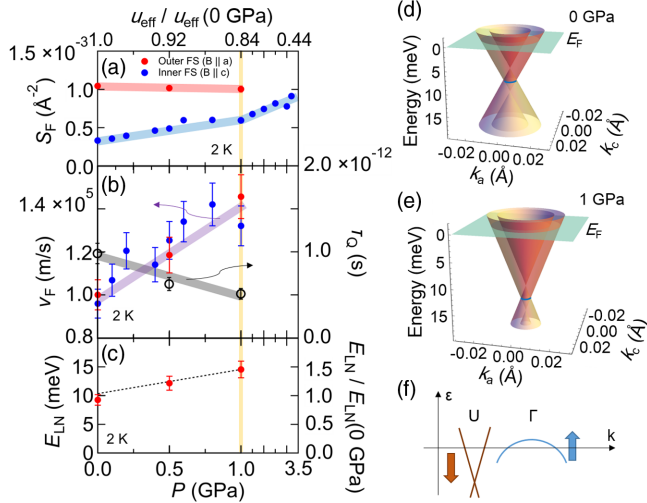 u_eff / u_eff (0 GPa)
1.5 ×10⁻³ 1.0 0.92 0.84 0.44
(a)
Outer FS (B || a)
Inner FS (B || c)
S_F (Å⁻²)
1.0
0.5
0.0
2 K
2.0 ×10⁻¹²
(b)
1.4 ×10⁵
1.2
1.0
0.8
v_F (m/s)
1.5
1.0
0.5
0.0
τ_Q (s)
2 K
(c)
15
10
5
0
E_LN (meV)
1.5
1.0
0.5
0.0
E_LN / E_LN(0 GPa)
2 K
0.0 0.5 1.0 3.5
P (GPa)
(d)
0 GPa
E_F
Energy (meV)
0
5
10
15
-0.02 0.00 0.02
k_a (Å)
-0.02
0.00
0.02
k_c (Å)
(e)
1 GPa
E_F
Energy (meV)
0
5
10
15
-0.02 0.00 0.02
k_a (Å)
-0.02
0.00
0.02
k_c (Å)
(f)
ε
U Γ
k